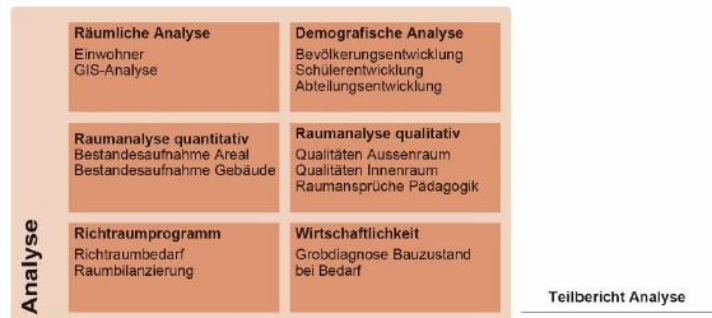 Räumliche Analyse
Einwohner
GIS-Analyse
Demografische Analyse
Bevölkerungsentwicklung
Schülerentwicklung
Abteilungsentwicklung
Raumanalyse quantitativ
Bestandesaufnahme Areal
Bestandesaufnahme Gebäude
Raumanalyse qualitativ
Qualitäten Aussenraum
Qualitäten Innenraum
Raumansprüche Pädagogik
Richtraumprogramm
Richtraumbedarf
Raumbilanzierung
Wirtschaftlichkeit
Grobdiagnose Bauzustand
bei Bedarf
Analyse
Teilbericht Analyse